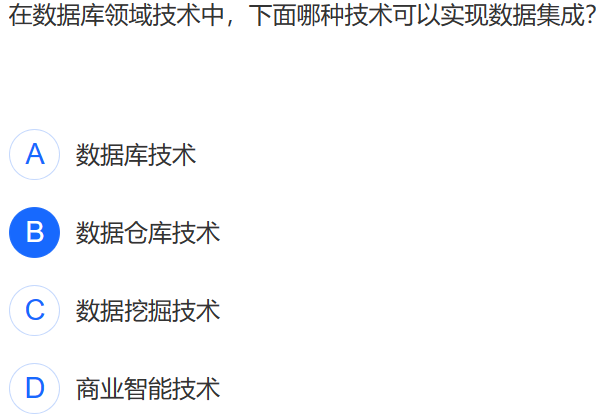 在数据库领域技术中，下面哪种技术可以实现数据集成？
A 数据库技术
B 数据仓库技术
C 数据挖掘技术
D 商业智能技术